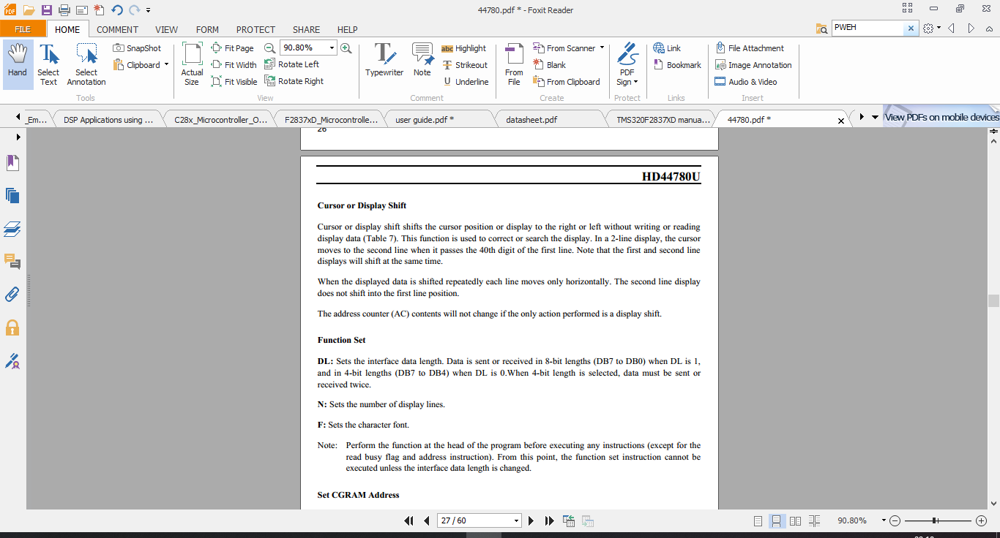 44780.pdf * - Foxit Reader
FILE HOME COMMENT VIEW FORM PROTECT SHARE HELP PWEH
Hand
Select Text
Select Annotation
SnapShot
Clipboard
Tools
Actual Size
Fit Page
Fit Width
Fit Visible
90.80%
Rotate Left
Rotate Right
View
Typewriter
Note
Highlight
Strikeout
Underline
Comment
From File
From Scanner
Blank
From Clipboard
Create
PDF Sign
Protect
Link
Bookmark
Links
File Attachment
Image Annotation
Audio & Video
Insert
_Em... DSP Applications using ... C28x_Microcontroller_O... F2837xD_Microcontrolle... user guide.pdf * datasheet.pdf TMS320F2837XD manua... 44780.pdf * View PDFs on mobile devices
26
HD44780U
Cursor or Display Shift
Cursor or display shift shifts the cursor position or display to the right or left without writing or reading
display data (Table 7). This function is used to correct or search the display. In a 2-line display, the cursor
moves to the second line when it passes the 40th digit of the first line. Note that the first and second line
displays will shift at the same time.
When the displayed data is shifted repeatedly each line moves only horizontally. The second line display
does not shift into the first line position.
The address counter (AC) contents will not change if the only action performed is a display shift.
Function Set
DL: Sets the interface data length. Data is sent or received in 8-bit lengths (DB7 to DB0) when DL is 1,
and in 4-bit lengths (DB7 to DB4) when DL is 0.When 4-bit length is selected, data must be sent or
received twice.
N: Sets the number of display lines.
F: Sets the character font.
Note: Perform the function at the head of the program before executing any instructions (except for the
read busy flag and address instruction). From this point, the function set instruction cannot be
executed unless the interface data length is changed.
Set CGRAM Address
27 / 60
90.80%